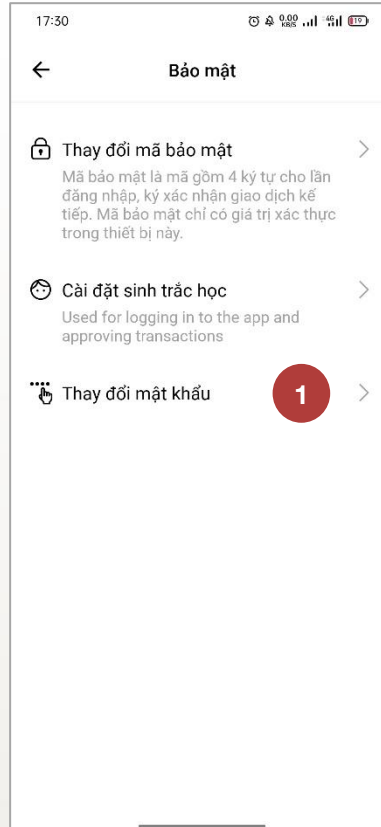 17:30 0.00 KB/S 4G 19
Bảo mật
Thay đổi mã bảo mật
Mã bảo mật là mã gồm 4 ký tự cho lần
đăng nhập, ký xác nhận giao dịch kế
tiếp. Mã bảo mật chỉ có giá trị xác thực
trong thiết bị này.
Cài đặt sinh trắc học
Used for logging in to the app and
approving transactions
Thay đổi mật khẩu 1